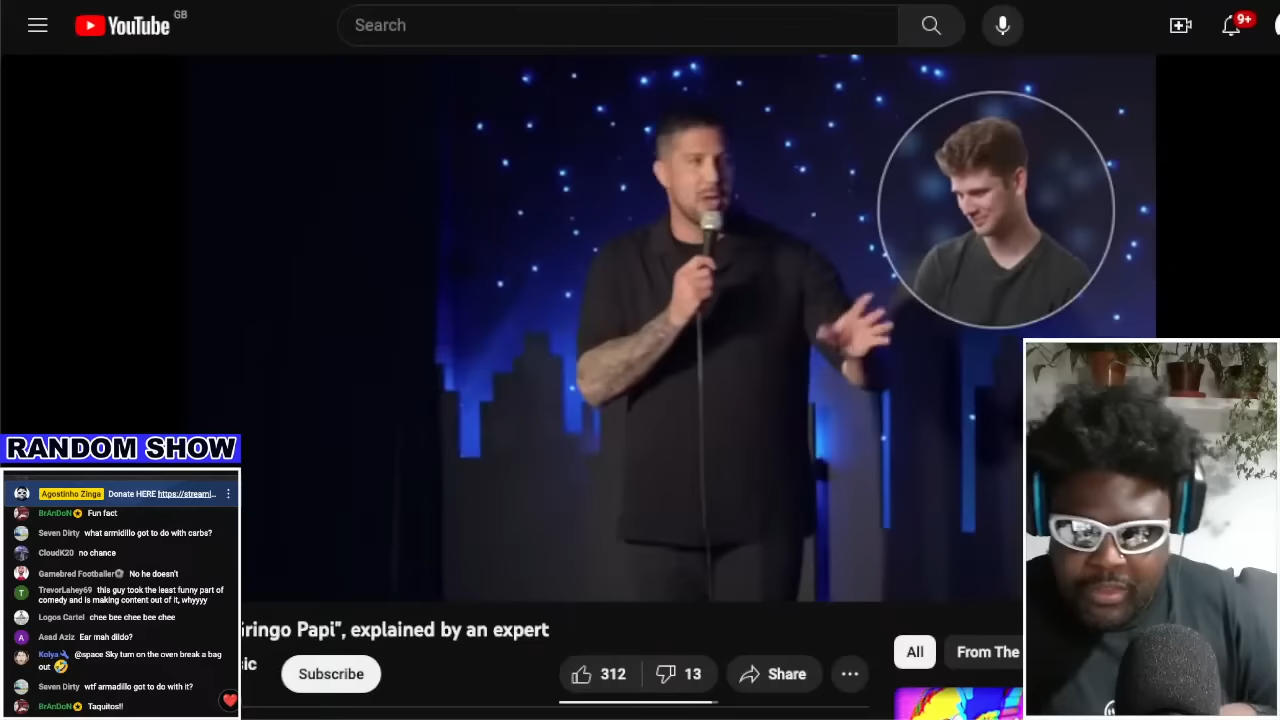 YouTube GB
Search
9+
RANDOM SHOW
Agostinho Zinga Donate HERE https://streaml...
BrAnDoN Fun fact
Seven Dirty what armidillo got to do with carbs?
CloudK20 no chance
Gamebred Footballer No he doesn't
TrevorLahey69 this guy took the least funny part of
comedy and is making content out of it, whyyyy
Logos Cartel chee bee chee bee chee
Asad Aziz Ear mah dildo?
Kolya @space Sky turn on the oven break a bag
out
Seven Dirty wtf armadillo got to do with it?
BrAnDoN Taquitos!!
T
A
ringo Papi", explained by an expert
ic
Subscribe
312
13
Share
All
From The